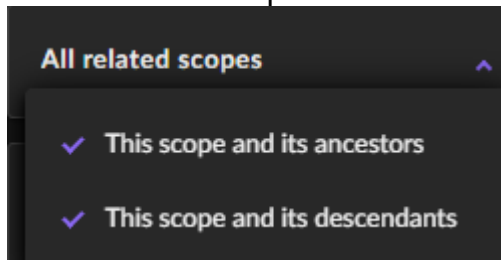 All related scopes
This scope and its ancestors
This scope and its descendants